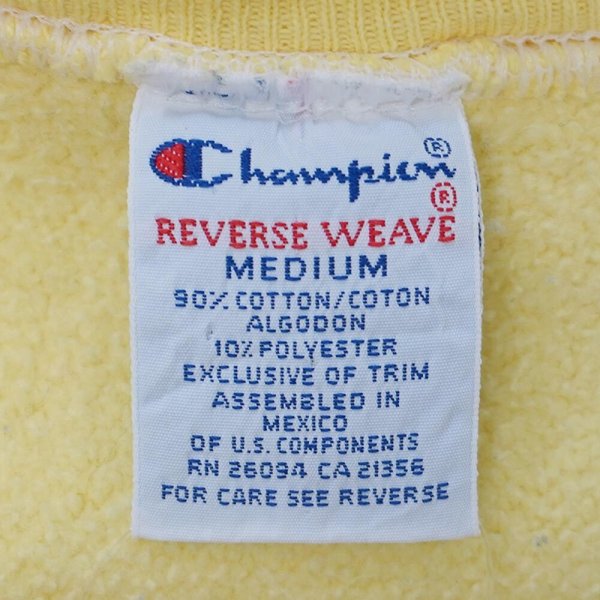 Champion®
REVERSE WEAVE®
MEDIUM
90% COTTON/COTON
ALGODON
10% POLYESTER
EXCLUSIVE OF TRIM
ASSEMBLED IN
MEXICO
OF U.S. COMPONENTS
RN 26094 CA 21356
FOR CARE SEE REVERSE